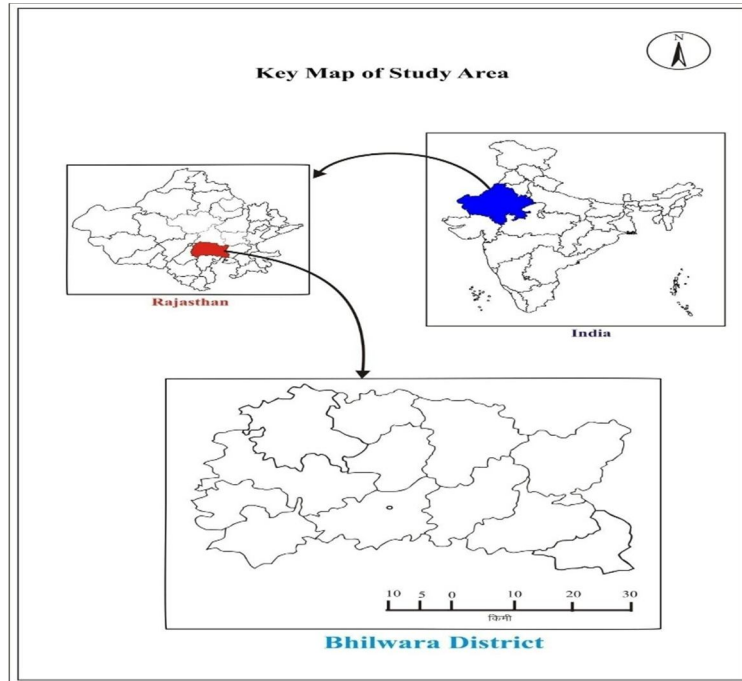 N
Key Map of Study Area
Rajasthan
India
10 5 0 10 20 30
किमी
Bhilwara District